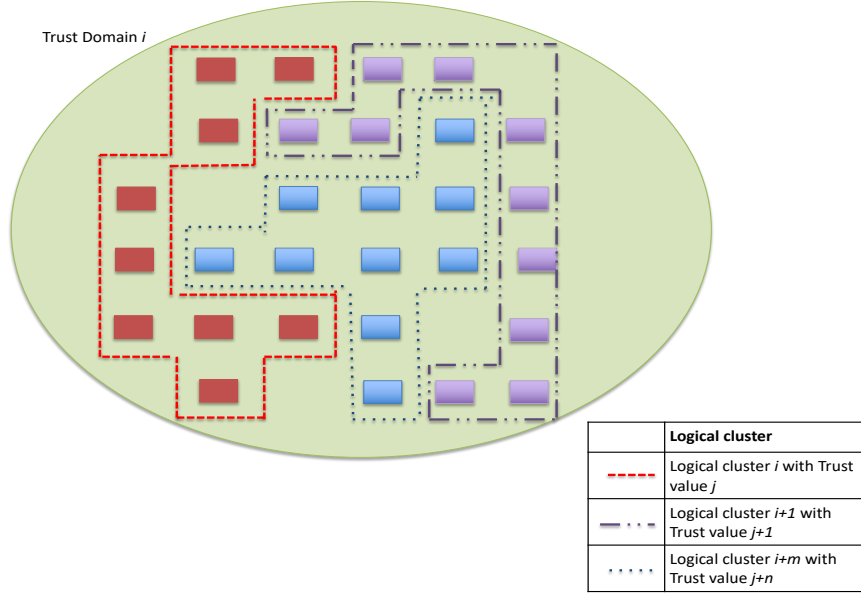 Trust Domain i
Logical cluster
Logical cluster i with Trust
value j
Logical cluster i+1 with
Trust value j+1
Logical cluster i+m with
Trust value j+n